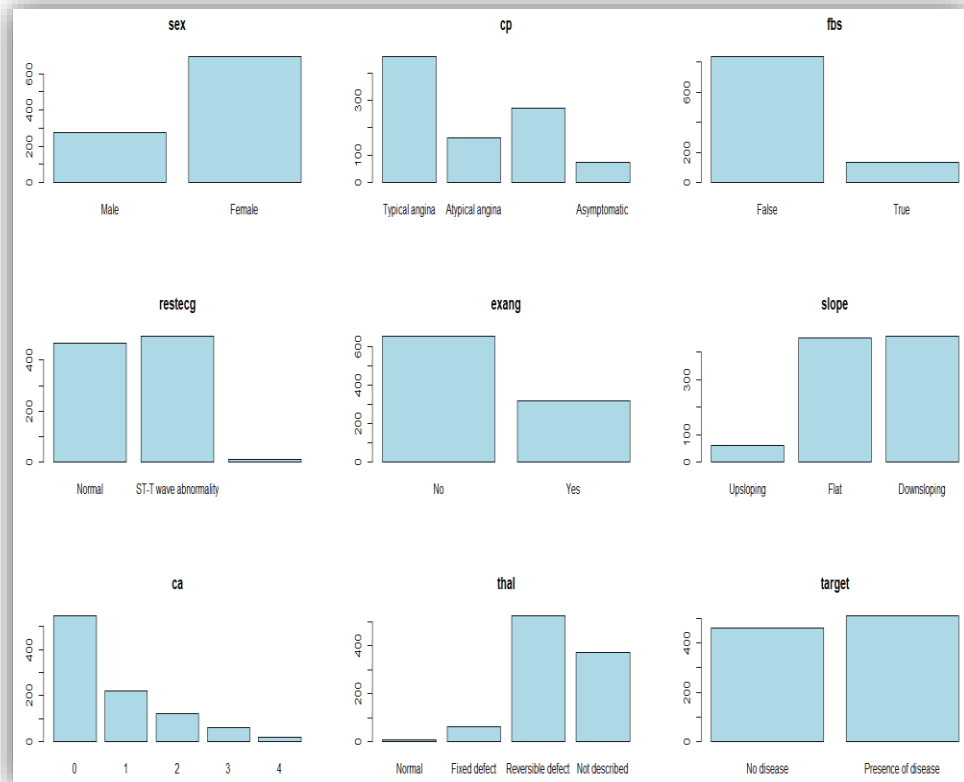 sex
0 200 400 600
Male Female
cp
0 100 300
Typical angina Atypical angina Asymptomatic
fbs
0 200 600
False True
restecg
0 200 400
Normal ST-T wave abnormality
exang
0 200 400 600
No Yes
slope
0 100 300
Upsloping Flat Downsloping
ca
0 200 400
0 1 2 3 4
thal
0 200 400
Normal Fixed defect Reversible defect Not described
target
0 200 400
No disease Presence of disease